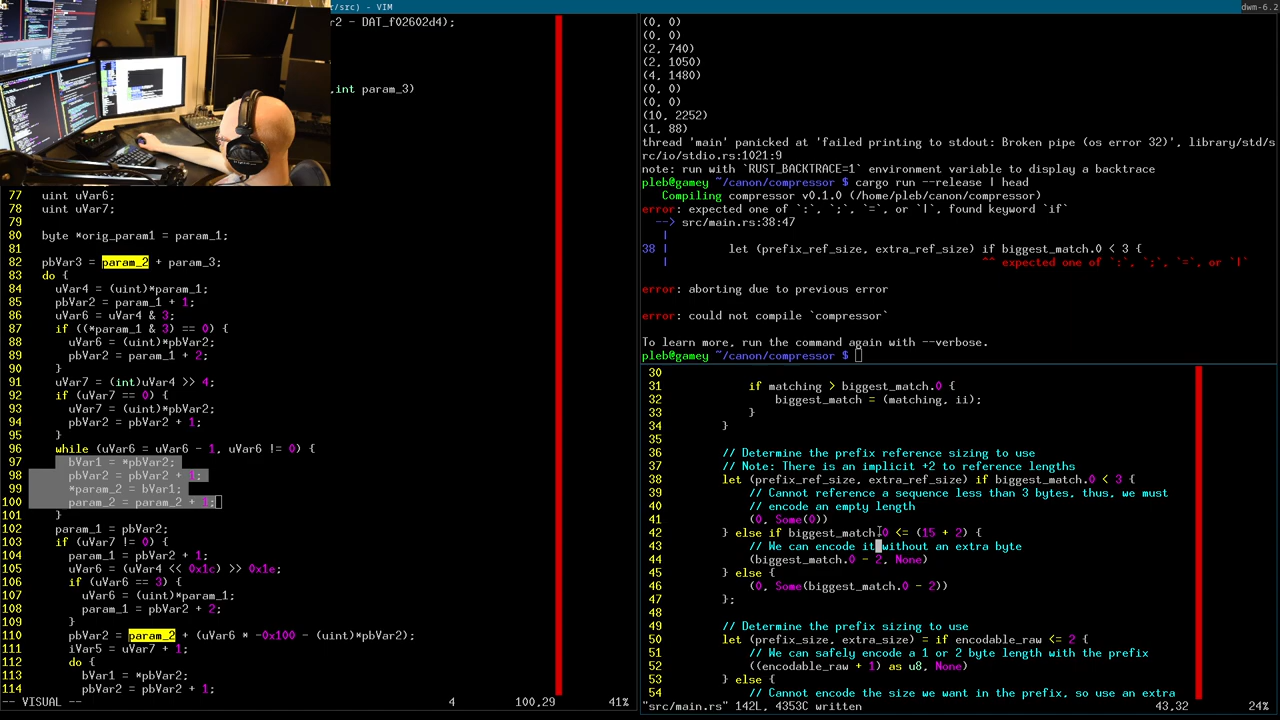 r/src) - VIM
dwm-6.2
r2 - DAT_f02602d4);
,int param_3)
77 uint uVar6;
78 uint uVar7;
79
80 byte *orig_param1 = param_1;
81
82 pbVar3 = param_2 + param_3;
83 do {
84 uVar4 = (uint)*param_1;
85 pbVar2 = param_1 + 1;
86 uVar6 = uVar4 & 3;
87 if ((*param_1 & 3) == 0) {
88 uVar6 = (uint)*pbVar2;
89 pbVar2 = param_1 + 2;
90 }
91 uVar7 = (int)uVar4 >> 4;
92 if (uVar7 == 0) {
93 uVar7 = (uint)*pbVar2;
94 pbVar2 = pbVar2 + 1;
95 }
96 while (uVar6 = uVar6 - 1, uVar6 != 0) {
97 bVar1 = *pbVar2;
98 pbVar2 = pbVar2 + 1;
99 *param_2 = bVar1;
100 param_2 = param_2 + 1;
101 }
102 param_1 = pbVar2;
103 if (uVar7 != 0) {
104 param_1 = pbVar2 + 1;
105 uVar6 = (uVar4 << 0x1c) >> 0x1e;
106 if (uVar6 == 3) {
107 uVar6 = (uint)*param_1;
108 param_1 = pbVar2 + 2;
109 }
110 pbVar2 = param_2 + (uVar6 * -0x100 - (uint)*pbVar2);
111 iVar5 = uVar7 + 1;
112 do {
113 bVar1 = *pbVar2;
114 pbVar2 = pbVar2 + 1;
-- VISUAL -- 4 100,29 41%
(0, 0)
(0, 0)
(2, 740)
(2, 1050)
(4, 1480)
(0, 0)
(0, 0)
(10, 2252)
(1, 88)
thread 'main' panicked at 'failed printing to stdout: Broken pipe (os error 32)', library/std/s
rc/io/stdio.rs:1021:9
note: run with `RUST_BACKTRACE=1` environment variable to display a backtrace
pleb@gamey ~/canon/compressor $ cargo run --release | head
Compiling compressor v0.1.0 (/home/pleb/canon/compressor)
error: expected one of `:`, `;`, `=`, or `|`, found keyword `if`
--> src/main.rs:38:47
|
38 | let (prefix_ref_size, extra_ref_size) if biggest_match.0 < 3 {
| ^^ expected one of `:`, `;`, `=`, or `|`
error: aborting due to previous error
error: could not compile `compressor`
To learn more, run the command again with --verbose.
pleb@gamey ~/canon/compressor $
30
31 if matching > biggest_match.0 {
32 biggest_match = (matching, ii);
33 }
34 }
35
36 // Determine the prefix reference sizing to use
37 // Note: There is an implicit +2 to reference lengths
38 let (prefix_ref_size, extra_ref_size) if biggest_match.0 < 3 {
39 // Cannot reference a sequence less than 3 bytes, thus, we must
40 // encode an empty length
41 (0, Some(0))
42 } else if biggest_match.0 <= (15 + 2) {
43 // We can encode it without an extra byte
44 (biggest_match.0 - 2, None)
45 } else {
46 (0, Some(biggest_match.0 - 2))
47 };
48
49 // Determine the prefix sizing to use
50 let (prefix_size, extra_size) = if encodable_raw <= 2 {
51 // We can safely encode a 1 or 2 byte length with the prefix
52 ((encodable_raw + 1) as u8, None)
53 } else {
54 // Cannot encode the size we want in the prefix, so use an extra
"src/main.rs" 142L, 4353C written 43,32 24%